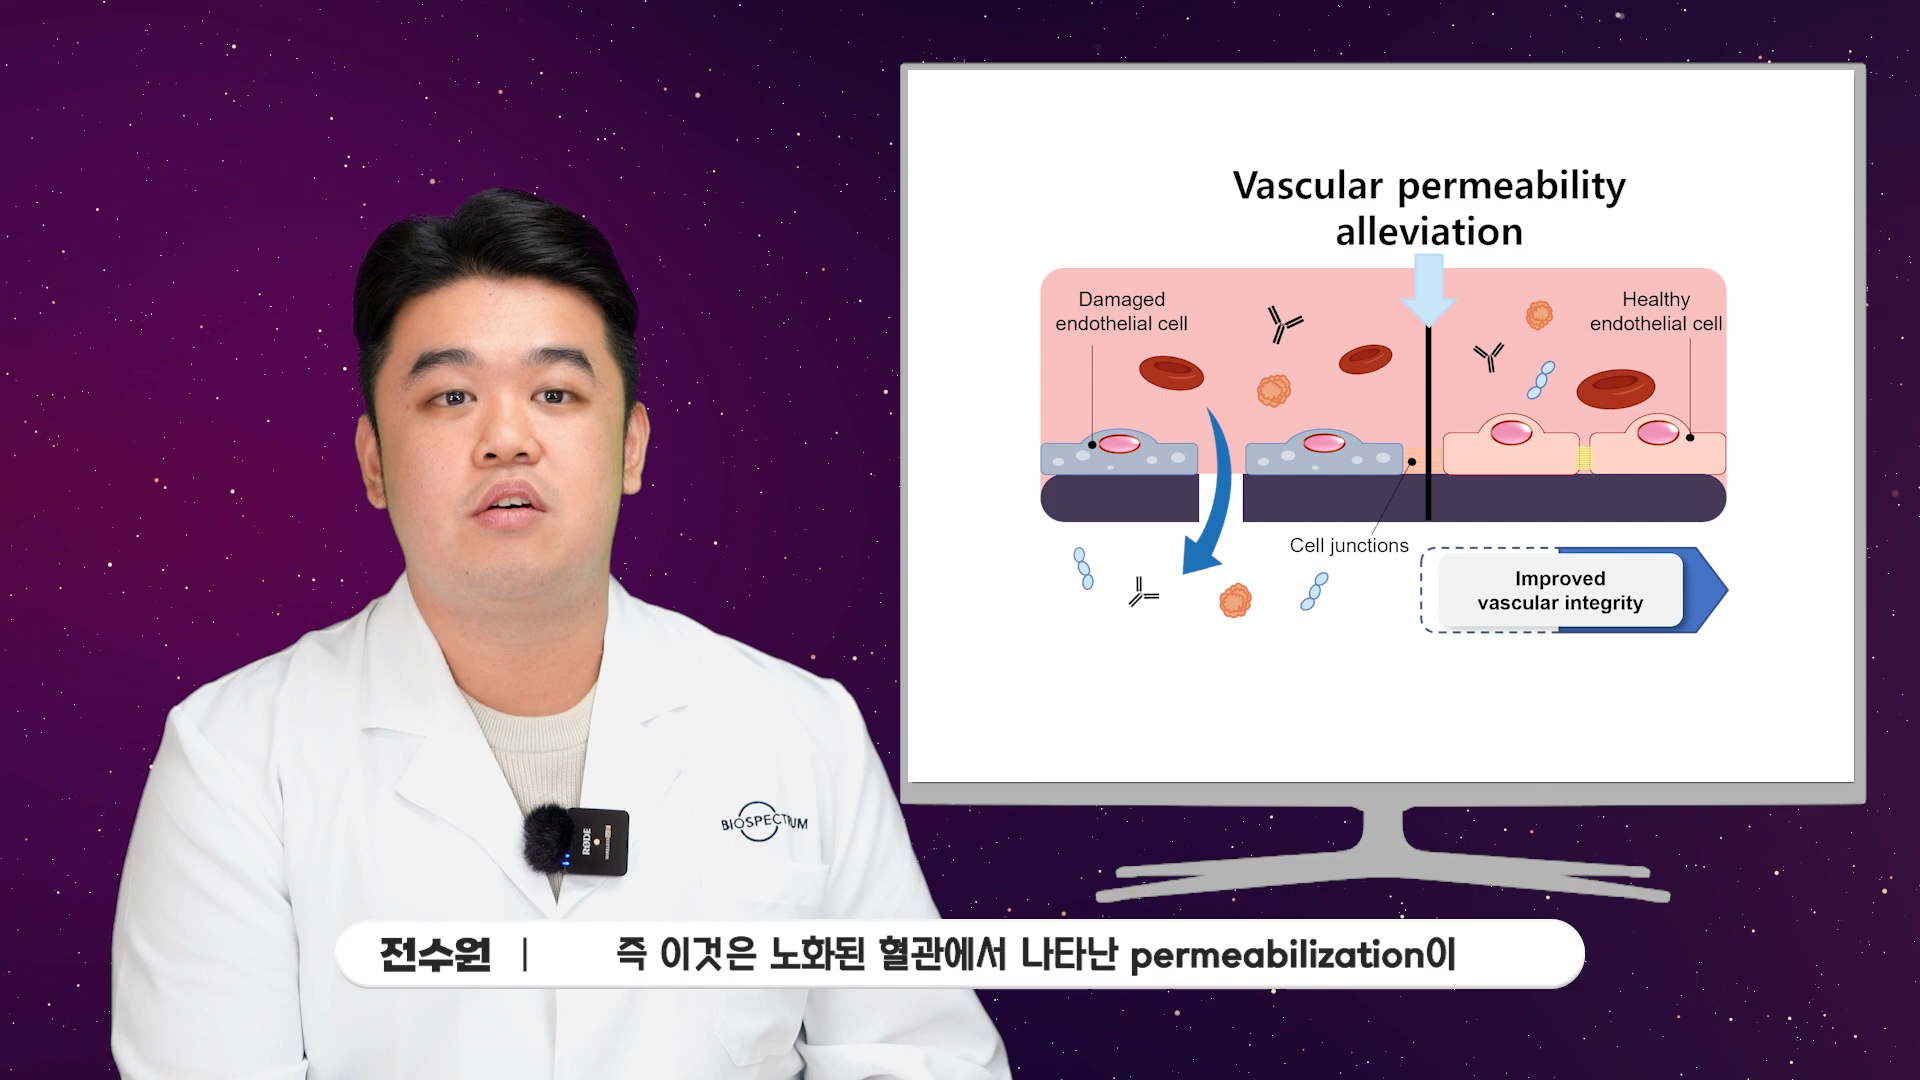 Vascular permeability
alleviation
Damaged
endothelial cell
Healthy
endothelial cell
Cell junctions
Improved
vascular integrity
RØDE
BIOSPECTRUM
전수원 | 즉 이것은 노화된 혈관에서 나타난 permeabilization이